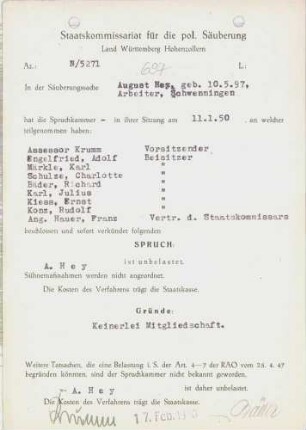 Staatskommissariat für die pol. Säuberung
Land Württemberg Hohenzollern
Az.: N/5271 L:
In der Säuberungssache August Hey, geb. 10.5.97,
Arbeiter, Schwenningen
hat die Spruchkammer – in ihrer Sitzung am 11.1.50 an welcher
teilgenommen haben:
Assessor Krumm Vorsitzender
Engelfried, Adolf Beisitzer
Märkle, Karl "
Schulze, Charlotte "
Bäder, Richard "
Karl, Julius "
Kiess, Ernst "
Konz, Rudolf "
Ang. Hauer, Franz Vertr. d. Staatskommissars
beschlossen und sofort verkündet folgenden
SPRUCH:
A. Hey ist unbelastet.
Sühnemaßnahmen werden nicht angeordnet.
Die Kosten des Verfahrens trägt die Staatskasse.
Gründe:
Keinerlei Mitgliedschaft.
Weitere Tatsachen, die eine Belastung i. S. der Art. 4–7 der RAO vom 24. 4. 47
begründen können, sind der Spruchkammer nicht bekannt geworden.
A. Hey ist daher unbelastet.
Die Kosten des Verfahrens trägt die Staatskasse.
Krumm 17. Feb.